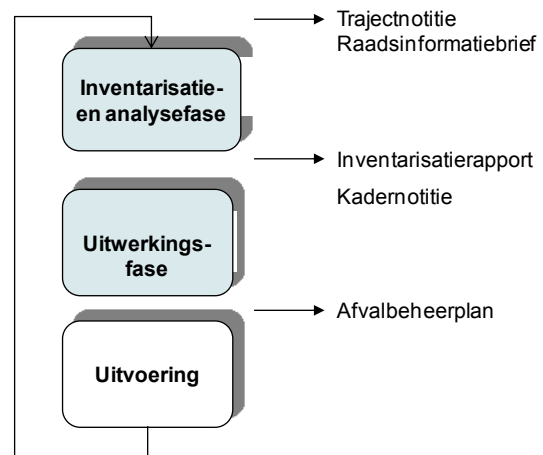 Trajectnotitie
Raadsinformatiebrief
Inventarisatie-
en analysefase
Inventarisatierapport
Kadernotitie
Uitwerkings-
fase
Afvalbeheerplan
Uitvoering